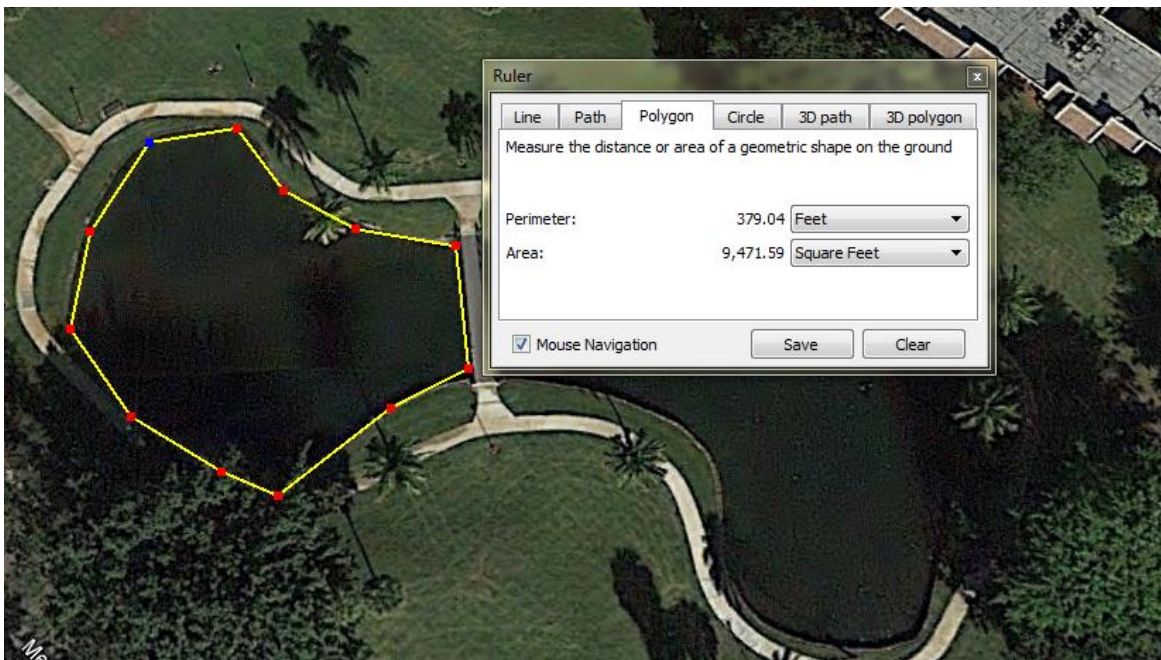 Ruler
Line Path Polygon Circle 3D path 3D polygon
Measure the distance or area of a geometric shape on the ground
Perimeter: 379.04 Feet
Area: 9,471.59 Square Feet
Mouse Navigation Save Clear